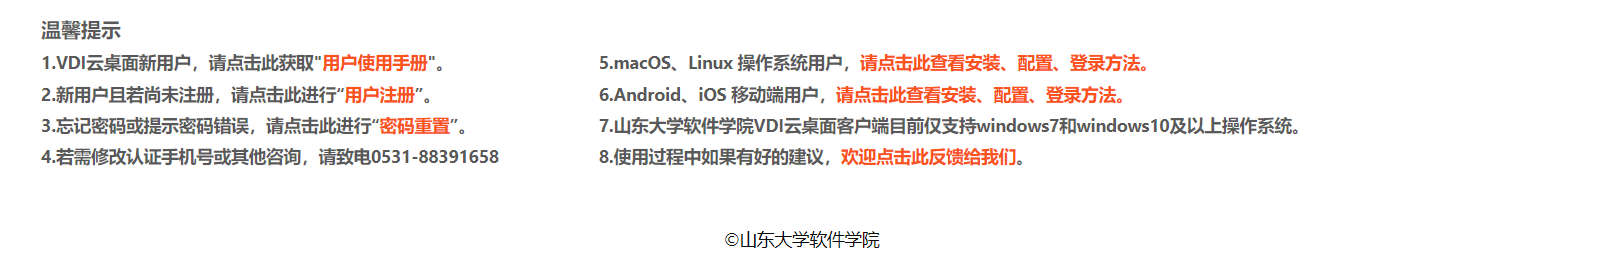 温馨提示
1.VDI云桌面新用户，请点击此获取"用户使用手册"。
2.新用户且若尚未注册，请点击此进行“用户注册”。
3.忘记密码或提示密码错误，请点击此进行“密码重置”。
4.若需修改认证手机号或其他咨询，请致电0531-88391658
5.macOS、Linux 操作系统用户，请点击此查看安装、配置、登录方法。
6.Android、iOS 移动端用户，请点击此查看安装、配置、登录方法。
7.山东大学软件学院VDI云桌面客户端目前仅支持windows7和windows10及以上操作系统。
8.使用过程中如果有好的建议，欢迎点击此反馈给我们。
©山东大学软件学院